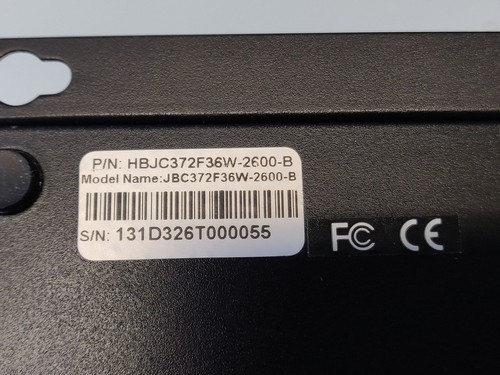 P/N: HBJC372F36W-2600-B
Model Name:JBC372F36W-2600-B
S/N: 131D326T000055
FC CE